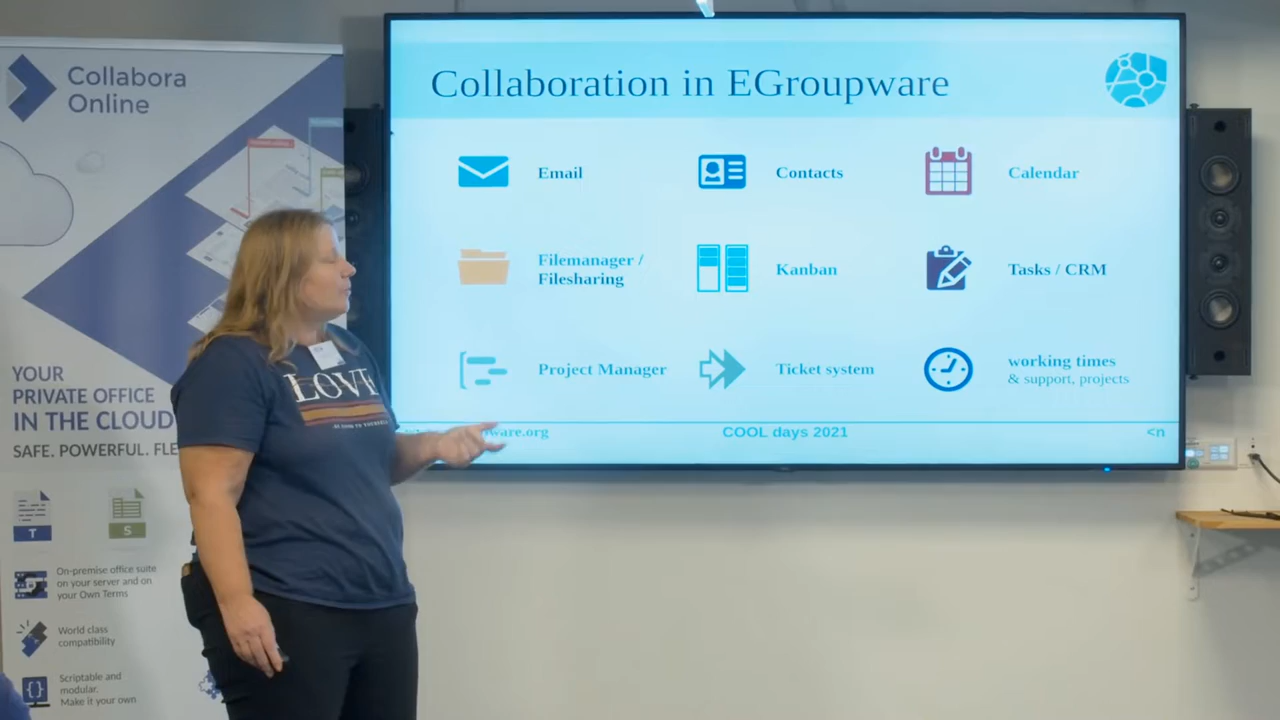 Collabora
Online
YOUR
PRIVATE OFFICE
IN THE CLOUD
SAFE. POWERFUL.
T
S
On-premise office suite
on your server and on
your Own Terms
World class
compatibility
Scriptable and
modular.
Make it your own
LOVE
Collaboration in EGroupware
Email
Contacts
Calendar
Filemanager /
Filesharing
Kanban
Tasks / CRM
Project Manager
Ticket system
working times
& support, projects
ware.org
COOL days 2021
<n